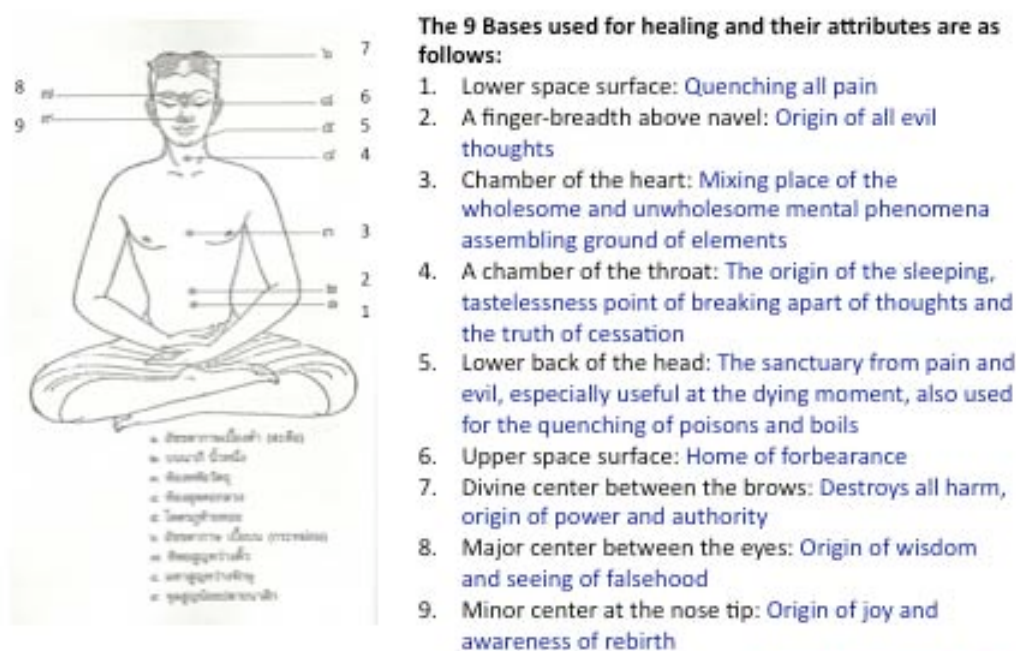 7
8
6
9
5
4
3
2
1
The 9 Bases used for healing and their attributes are as
follows:
1. Lower space surface: Quenching all pain
2. A finger-breadth above navel: Origin of all evil
thoughts
3. Chamber of the heart: Mixing place of the
wholesome and unwholesome mental phenomena
assembling ground of elements
4. A chamber of the throat: The origin of the sleeping,
tastelessness point of breaking apart of thoughts and
the truth of cessation
5. Lower back of the head: The sanctuary from pain and
evil, especially useful at the dying moment, also used
for the quenching of poisons and boils
6. Upper space surface: Home of forbearance
7. Divine center between the brows: Destroys all harm,
origin of power and authority
8. Major center between the eyes: Origin of wisdom
and seeing of falsehood
9. Minor center at the nose tip: Origin of joy and
awareness of rebirth